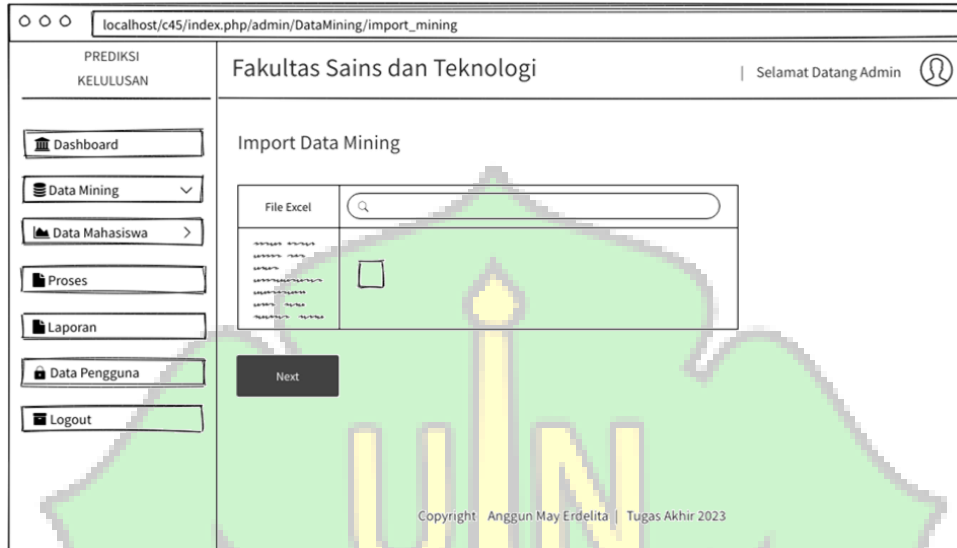 localhost/c45/index.php/admin/DataMining/import_mining
PREDIKSI
KELULUSAN
Fakultas Sains dan Teknologi
| Selamat Datang Admin
Dashboard
Data Mining
Data Mahasiswa
Proses
Laporan
Data Pengguna
Logout
Import Data Mining
File Excel
Next
UIN
Copyright Anggun May Erdelita | Tugas Akhir 2023